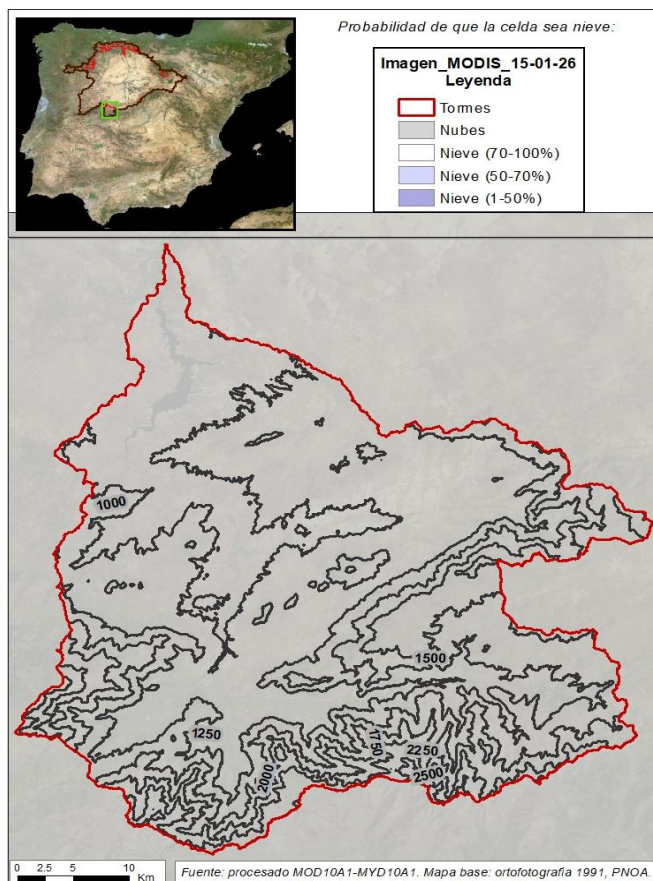 Probabilidad de que la celda sea nieve:
Imagen_MODIS_15-01-26
Leyenda
Tormes
Nubes
Nieve (70-100%)
Nieve (50-70%)
Nieve (1-50%)
1000
1500
1250
1750
2250
2000
2500
0 2.5 5 10
Km
Fuente: procesado MOD10A1-MYD10A1. Mapa base: ortofotografia 1991, PNOA.